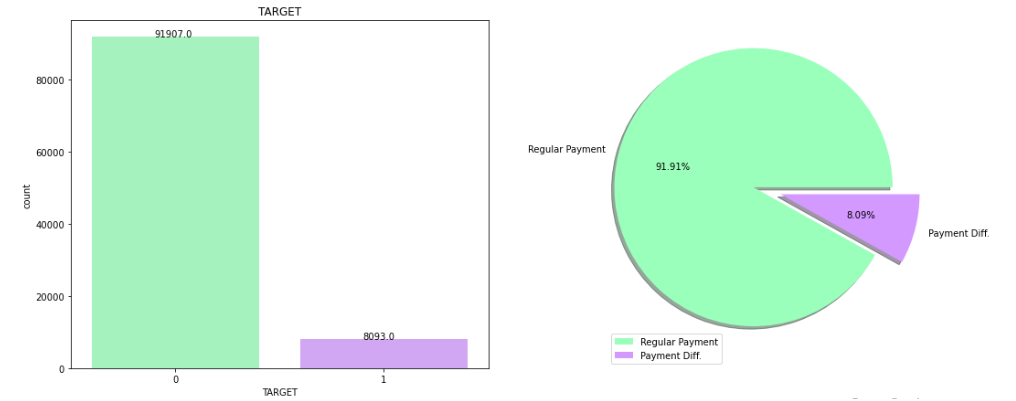 TARGET
91907.0
80000
60000
40000
20000
0
count
8093.0
0
1
TARGET
Regular Payment
91.91%
8.09%
Payment Diff.
Regular Payment
Payment Diff.